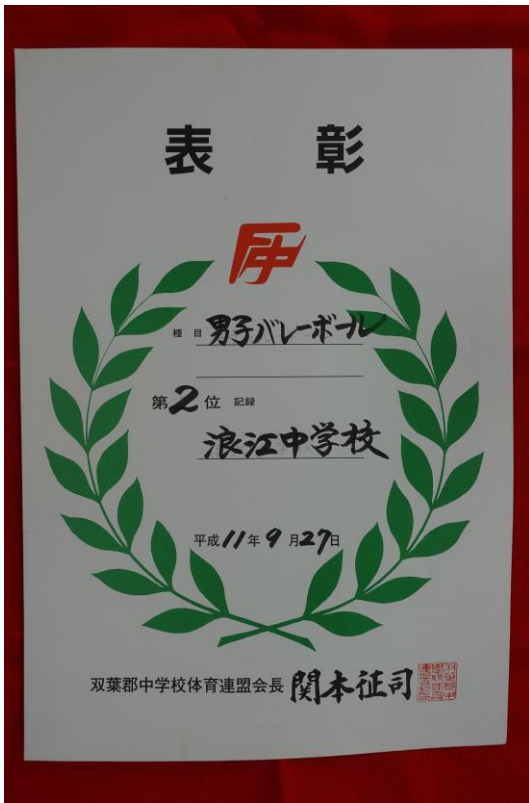 表 彰
種目 男子バレーボール
第2位 記録
浪江中学校
平成11年9月27日
双葉郡中学校体育連盟会長 関本征司